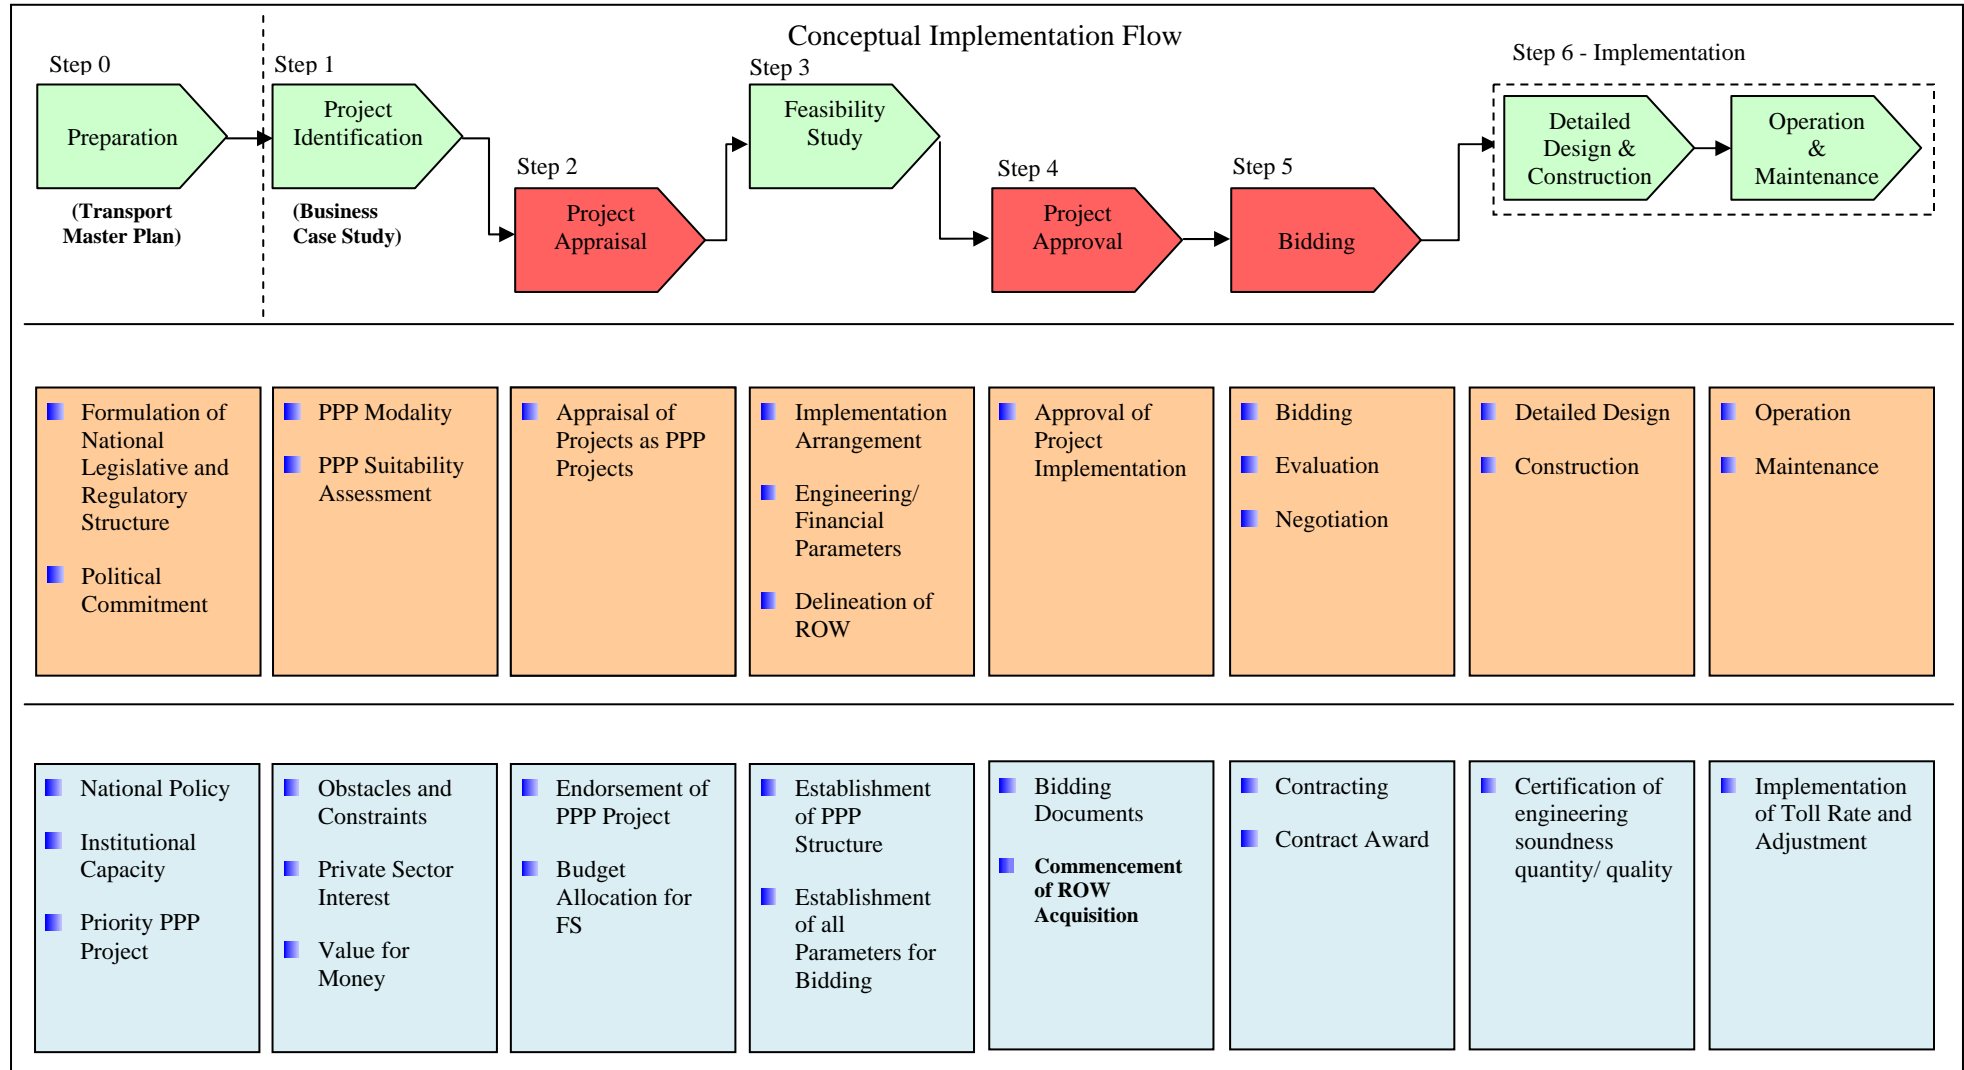 Conceptual Implementation Flow
Step 0
Preparation
(Transport
Master Plan)
Step 1
Project
Identification
(Business
Case Study)
Step 2
Project
Appraisal
Step 3
Feasibility
Study
Step 4
Project
Approval
Step 5
Bidding
Step 6 - Implementation
Detailed
Design &
Construction
Operation
&
Maintenance
Formulation of
National
Legislative and
Regulatory
Structure
Political
Commitment
PPP Modality
PPP Suitability
Assessment
Appraisal of
Projects as PPP
Projects
Implementation
Arrangement
Engineering/
Financial
Parameters
Delineation of
ROW
Approval of
Project
Implementation
Bidding
Evaluation
Negotiation
Detailed Design
Construction
Operation
Maintenance
National Policy
Institutional
Capacity
Priority PPP
Project
Obstacles and
Constraints
Private Sector
Interest
Value for
Money
Endorsement of
PPP Project
Budget
Allocation for
FS
Establishment
of PPP
Structure
Establishment
of all
Parameters for
Bidding
Bidding
Documents
Commencement
of ROW
Acquisition
Contracting
Contract Award
Certification of
engineering
soundness
quantity/ quality
Implementation
of Toll Rate and
Adjustment